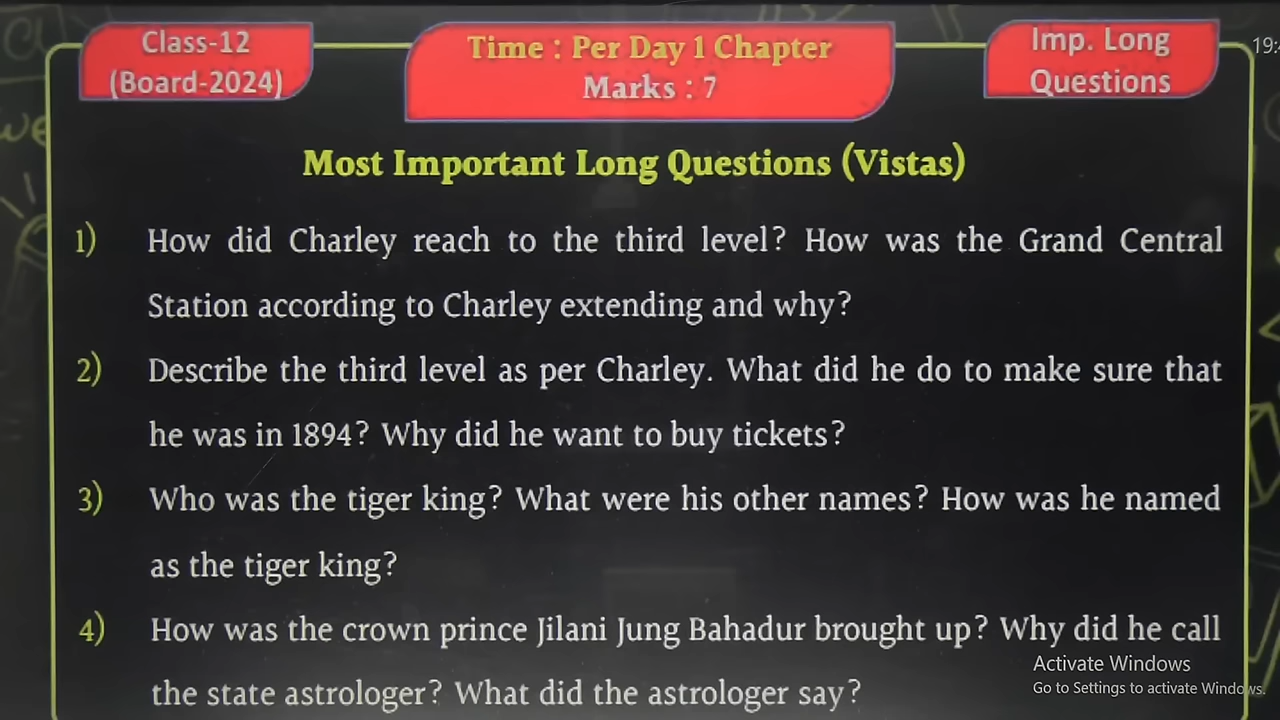 Class-12
(Board-2024)
Time : Per Day 1 Chapter
Marks : 7
Imp. Long
Questions
19:4
Most Important Long Questions (Vistas)
1) How did Charley reach to the third level? How was the Grand Central
Station according to Charley extending and why?
2) Describe the third level as per Charley. What did he do to make sure that
he was in 1894? Why did he want to buy tickets?
3) Who was the tiger king? What were his other names? How was he named
as the tiger king?
4) How was the crown prince Jilani Jung Bahadur brought up? Why did he call
the state astrologer? What did the astrologer say?
Activate Windows
Go to Settings to activate Windows.